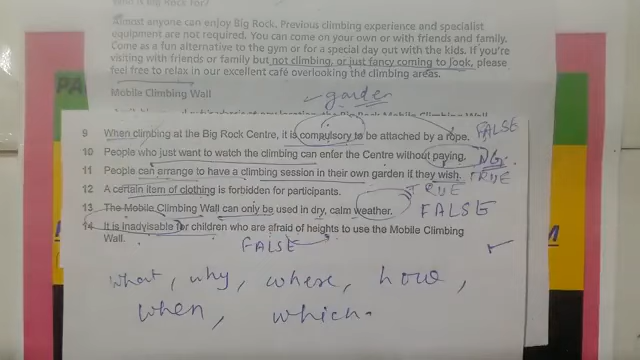 Almost anyone can enjoy Big Rock. Previous climbing experience and specialist
equipment are not required. You can come on your own or with friends and family.
Come as a fun alternative to the gym or for a special day out with the kids. If you're
visiting with friends or family but not climbing, or just fancy coming to look, please
feel free to relax in our excellent café overlooking the climbing areas.
Mobile Climbing Wall
garden
9 When climbing at the Big Rock Centre, it is compulsory to be attached by a rope. FALSE
10 People who just want to watch the climbing can enter the Centre without paying. NG.
11 People can arrange to have a climbing session in their own garden if they wish. TRUE
12 A certain item of clothing is forbidden for participants. TRUE
13 The Mobile Climbing Wall can only be used in dry, calm weather. FALSE
14 It is inadvisable for children who are afraid of heights to use the Mobile Climbing
Wall. FALSE
what, why, where, how,
when, which.